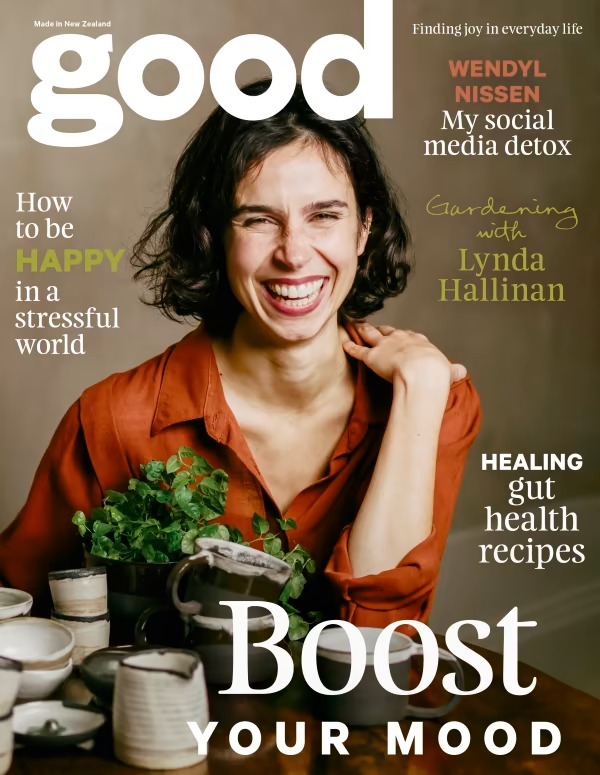 Made in New Zealand
good
Finding joy in everyday life
WENDYL
NISSEN
My social
media detox
How
to be
HAPPY
in a
stressful
world
Gardening
with
Lynda
Hallinan
HEALING
gut
health
recipes
Boost
YOUR MOOD